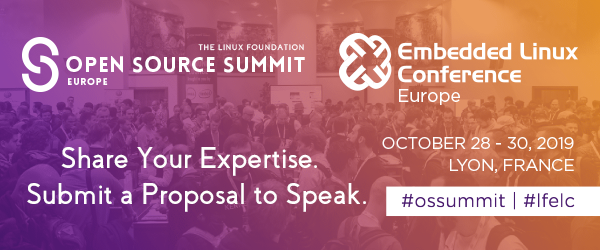 THE LINUX FOUNDATION
OPEN SOURCE SUMMIT
EUROPE
Embedded Linux
Conference
Europe
Share Your Expertise.
Submit a Proposal to Speak.
OCTOBER 28 - 30, 2019
LYON, FRANCE
#ossummit | #lfelc